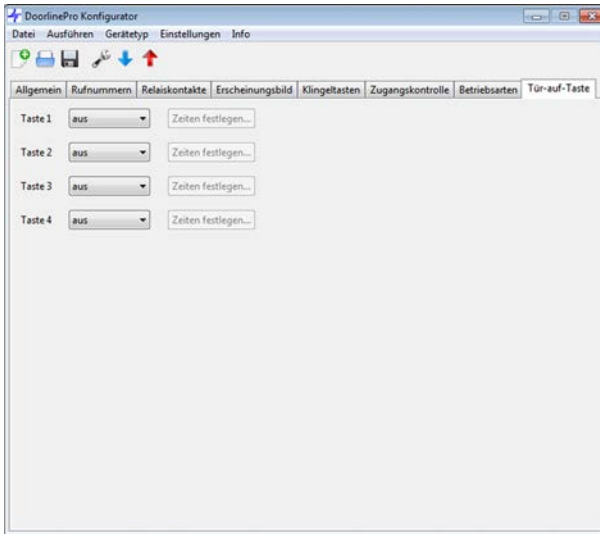 DoorlinePro Konfigurator
Datei Ausführen Gerätetyp Einstellungen Info
Allgemein Rufnummern Relaiskontakte Erscheinungsbild Klingeltasten Zugangskontrolle Betriebsarten Tür-auf-Taste
Taste 1 aus Zeiten festlegen...
Taste 2 aus Zeiten festlegen...
Taste 3 aus Zeiten festlegen...
Taste 4 aus Zeiten festlegen...